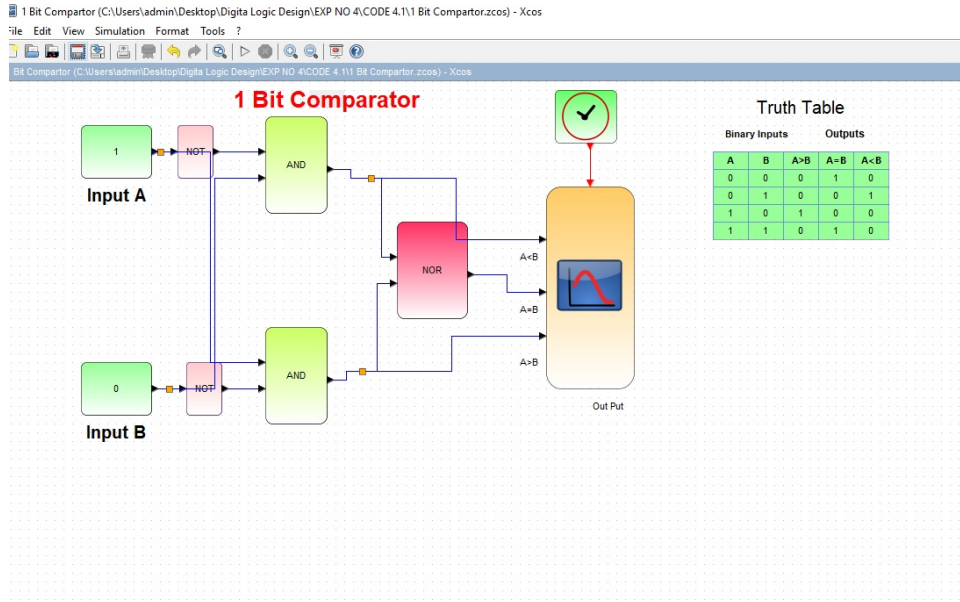 1 Bit Compartor (C:\Users\admin\Desktop\Digita Logic Design\EXP NO 4\CODE 4.1\1 Bit Compartor.zcos) - Xcos
File Edit View Simulation Format Tools ?
Bit Compartor (C:\Users\admin\Desktop\Digita Logic Design\EXP NO 4\CODE 4.1\1 Bit Compartor.zcos) - Xcos
1 Bit Comparator
1
NOT
AND
Input A
NOR
A<B
A=B
A>B
0
NOT
AND
Input B
Out Put
Truth Table
Binary Inputs Outputs
A B A>B A=B A<B
0 0 0 1 0
0 1 0 0 1
1 0 1 0 0
1 1 0 1 0